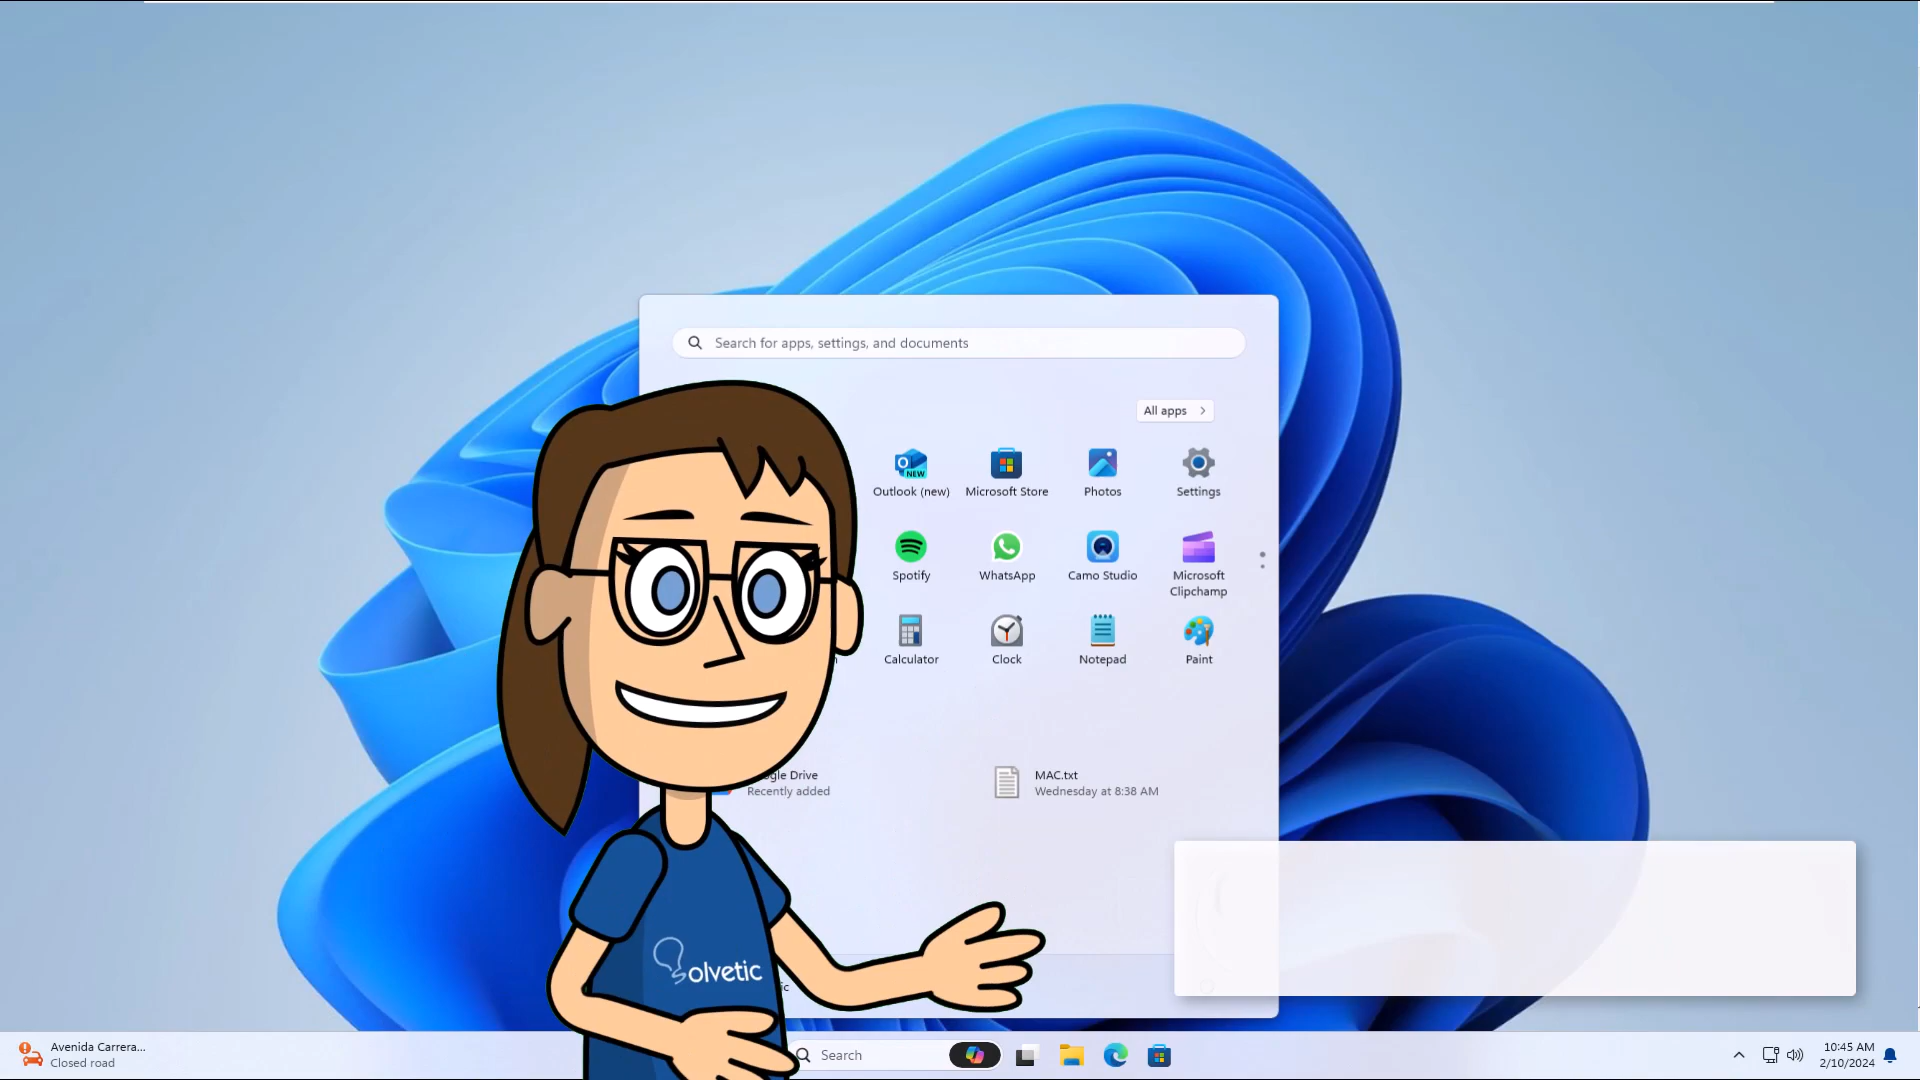 Search for apps, settings, and documents
All apps
Outlook (new)
Microsoft Store
Photos
Settings
Spotify
WhatsApp
Camo Studio
Microsoft
Clipchamp
Calculator
Clock
Notepad
Paint
Drive
Recently added
MAC.txt
Wednesday at 8:38 AM
Solvetic
Avenida Carrera...
Closed road
Search
10:45 AM
2/10/2024
NEW